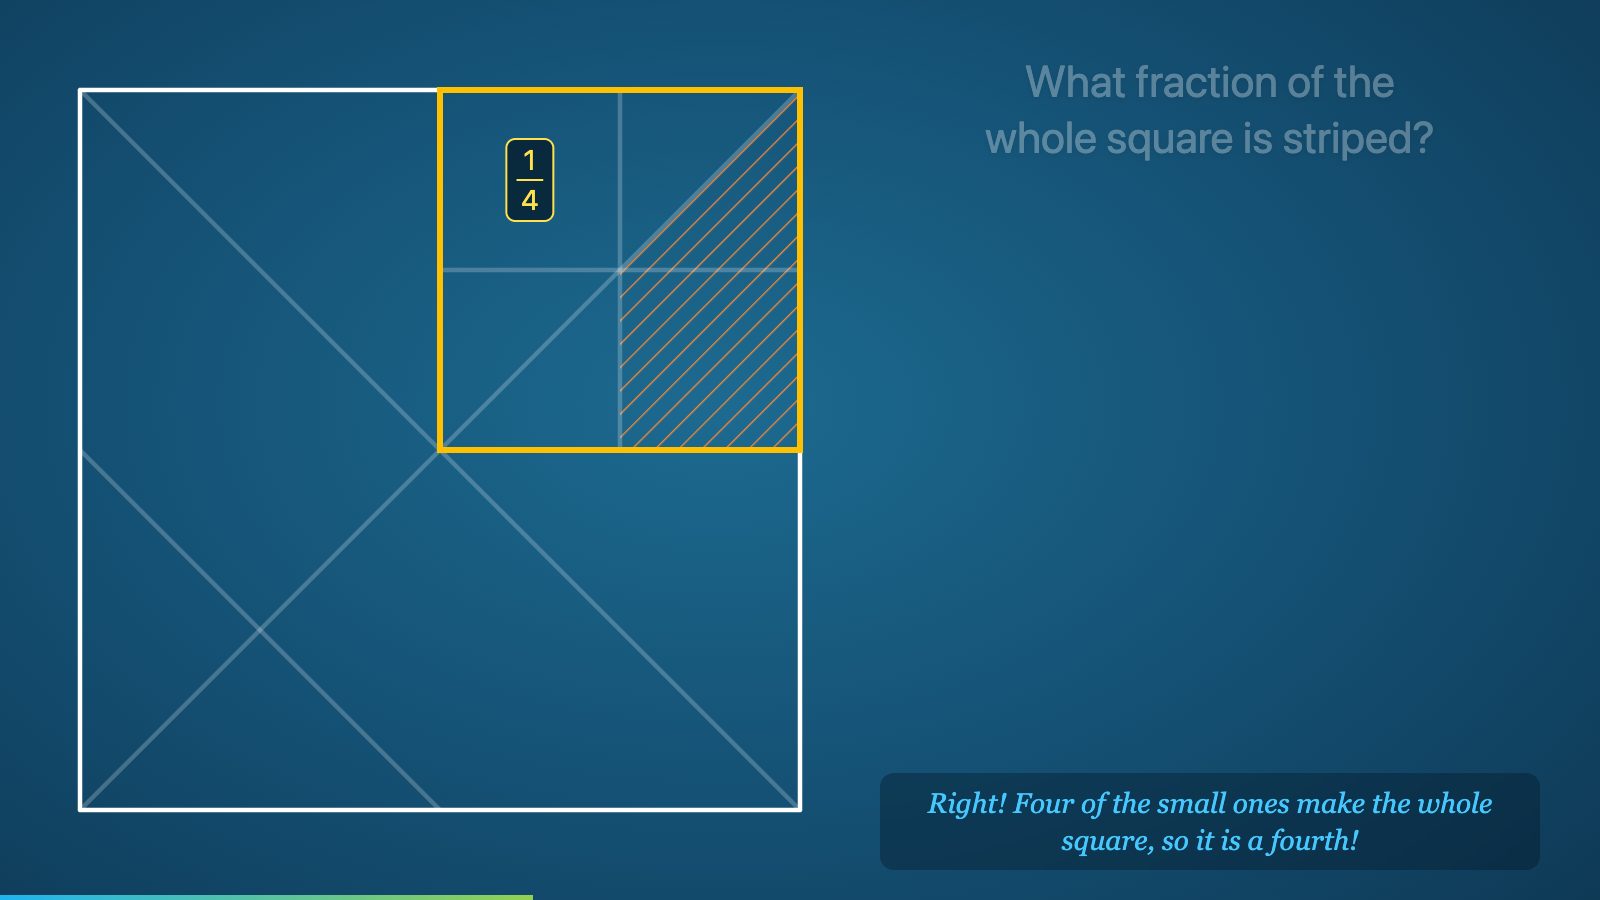 What fraction of the
whole square is striped?
1
4
Right! Four of the small ones make the whole
square, so it is a fourth!